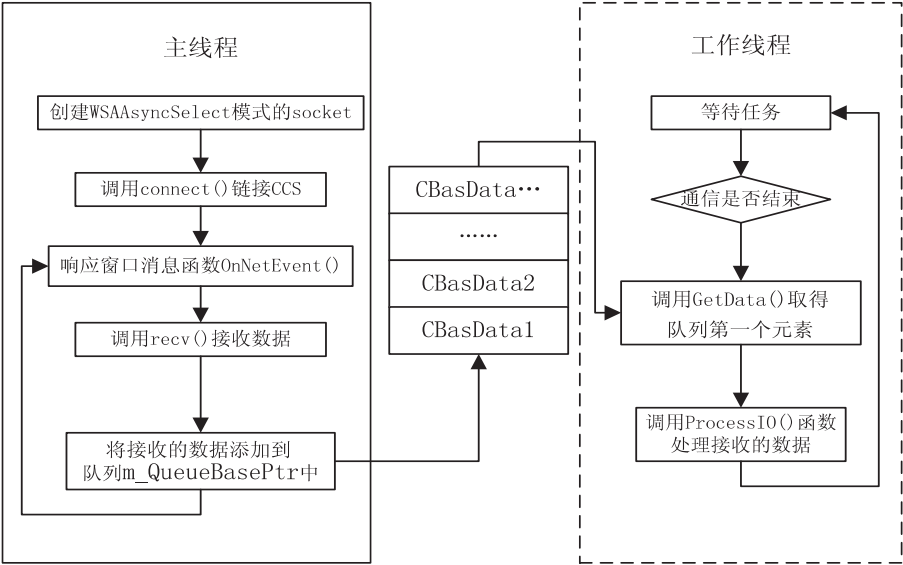 主线程
创建WSAAsyncSelect模式的socket
调用connect()链接CCS
响应窗口消息函数OnNetEvent()
调用recv()接收数据
将接收的数据添加到
队列m_QueueBasePtr中
CBasData…
……
CBasData2
CBasData1
工作线程
等待任务
通信是否结束
调用GetData()取得
队列第一个元素
调用ProcessIO()函数
处理接收的数据